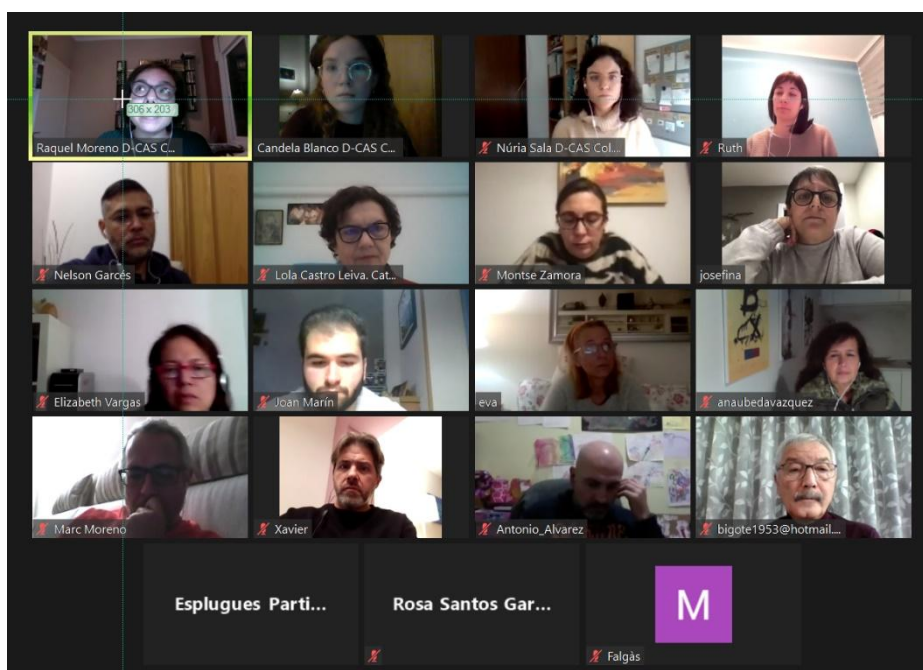 306 x 203
Raquel Moreno D-CAS C...
Candela Blanco D-CAS C...
Núria Sala D-CAS Col...
Ruth
Nelson Garcés
Lola Castro Leiva. Cat...
Montse Zamora
josefina
Elizabeth Vargas
Joan Marín
eva
anaubedavazquez
Marc Moreno
Xavier
Antonio_Alvarez
bigote1953@hotmail....
Esplugues Parti...
Rosa Santos Gar...
M
Falgàs